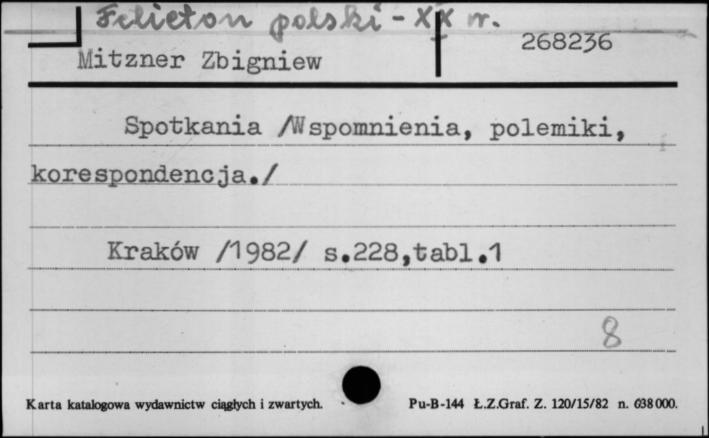 Felieton polski - XX w.
268236
Mitzner Zbigniew
Spotkania /Wspomnienia, polemiki,
korespondencja./
Kraków /1982/ s.228,tabl.1
8
Karta katalogowa wydawnictw ciągłych i zwartych.
Pu-B-144 Ł.Z.Graf. Z. 120/15/82 n. 638 000.